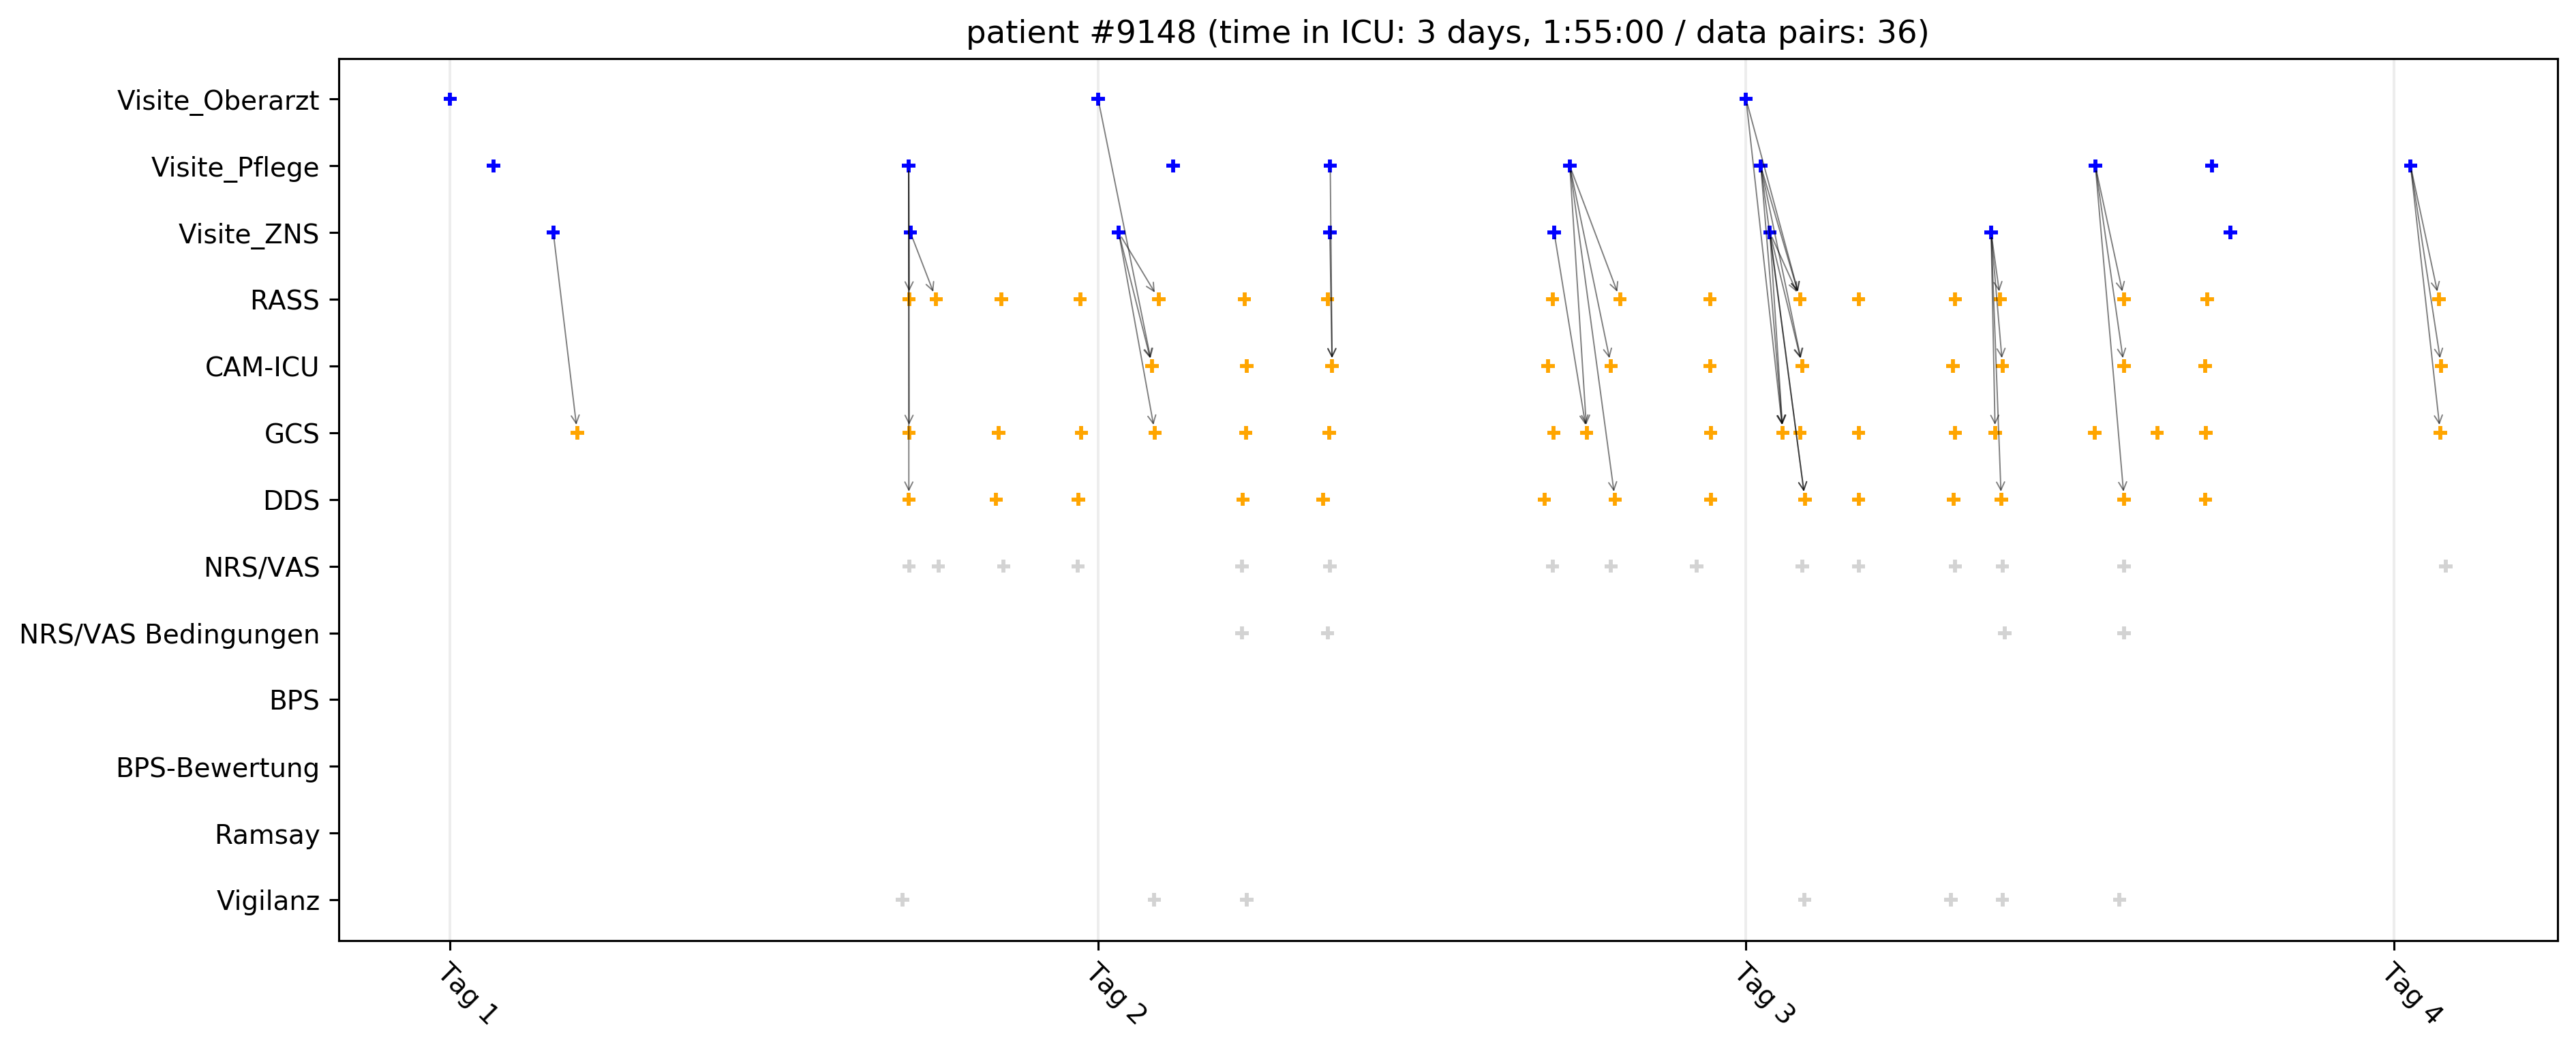 patient #9148 (time in ICU: 3 days, 1:55:00 / data pairs: 36)
Visite_Oberarzt
Visite_Pflege
Visite_ZNS
RASS
CAM-ICU
GCS
DDS
NRS/VAS
NRS/VAS Bedingungen
BPS
BPS-Bewertung
Ramsay
Vigilanz
Tag 1
Tag 2
Tag 3
Tag 4